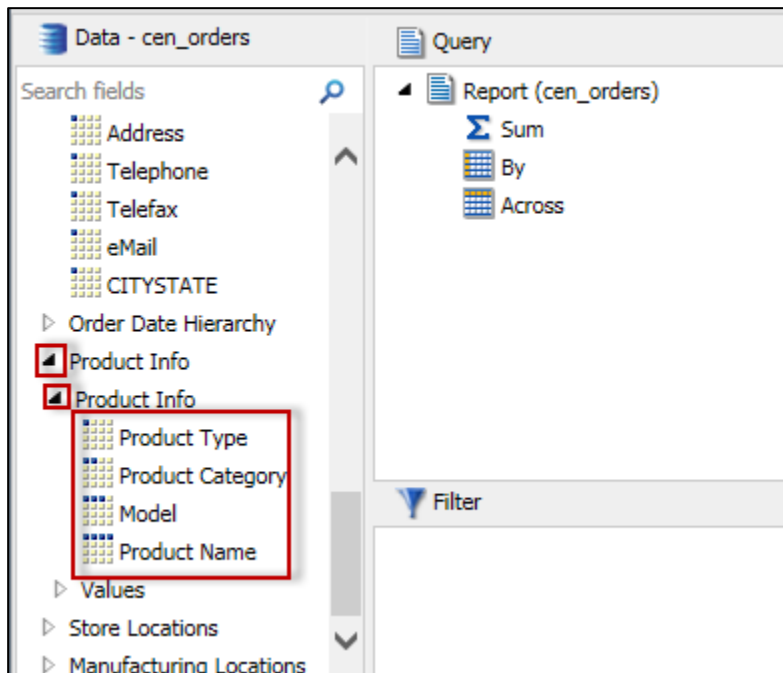 Data - cen_orders
Search fields
Address
Telephone
Telefax
eMail
CITYSTATE
Order Date Hierarchy
Product Info
Product Info
Product Type
Product Category
Model
Product Name
Values
Store Locations
Manufacturing Locations
Query
Report (cen_orders)
Sum
By
Across
Filter